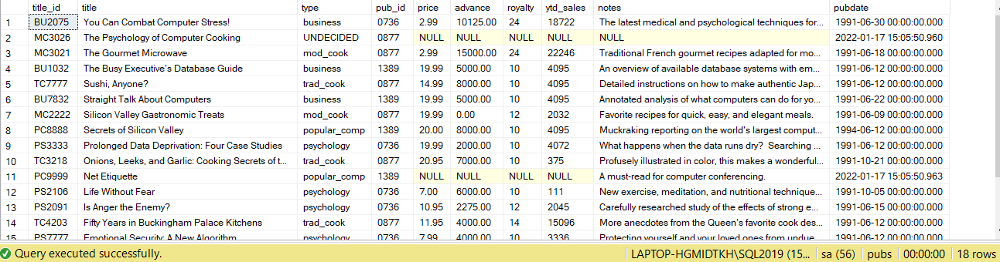 title_id title type pub_id price advance royalty ytd_sales notes pubdate
1 BU2075 You Can Combat Computer Stress! business 0736 2.99 10125.00 24 18722 The latest medical and psychological techniques for... 1991-06-30 00:00:00.000
2 MC3026 The Psychology of Computer Cooking UNDECIDED 0877 NULL NULL NULL NULL NULL 2022-01-17 15:05:50.960
3 MC3021 The Gourmet Microwave mod_cook 0877 2.99 15000.00 24 22246 Traditional French gourmet recipes adapted for mo... 1991-06-18 00:00:00.000
4 BU1032 The Busy Executive's Database Guide business 1389 19.99 5000.00 10 4095 An overview of available database systems with em... 1991-06-12 00:00:00.000
5 TC7777 Sushi, Anyone? trad_cook 0877 14.99 8000.00 10 4095 Detailed instructions on how to make authentic Jap... 1991-06-12 00:00:00.000
6 BU7832 Straight Talk About Computers business 1389 19.99 5000.00 10 4095 Annotated analysis of what computers can do for yo... 1991-06-22 00:00:00.000
7 MC2222 Silicon Valley Gastronomic Treats mod_cook 0877 19.99 0.00 12 2032 Favorite recipes for quick, easy, and elegant meals. 1991-06-09 00:00:00.000
8 PC8888 Secrets of Silicon Valley popular_comp 1389 20.00 8000.00 10 4095 Muckraking reporting on the world's largest comput... 1994-06-12 00:00:00.000
9 PS3333 Prolonged Data Deprivation: Four Case Studies psychology 0736 19.99 2000.00 10 4072 What happens when the data runs dry? Searching ... 1991-06-12 00:00:00.000
10 TC3218 Onions, Leeks, and Garlic: Cooking Secrets of t... trad_cook 0877 20.95 7000.00 10 375 Profusely illustrated in color, this makes a wonderful... 1991-10-21 00:00:00.000
11 PC9999 Net Etiquette popular_comp 1389 NULL NULL NULL NULL A must-read for computer conferencing. 2022-01-17 15:05:50.963
12 PS2106 Life Without Fear psychology 0736 7.00 6000.00 10 111 New exercise, meditation, and nutritional technique... 1991-10-05 00:00:00.000
13 PS2091 Is Anger the Enemy? psychology 0736 10.95 2275.00 12 2045 Carefully researched study of the effects of strong e... 1991-06-15 00:00:00.000
14 TC4203 Fifty Years in Buckingham Palace Kitchens trad_cook 0877 11.95 4000.00 14 15096 More anecdotes from the Queen's favorite cook des... 1991-06-12 00:00:00.000
15 PS7777 Emotional Security: A New Algorithm psychology 0736 7.99 4000.00 10 3336 Protecting yourself and your loved ones from undue ... 1991-06-12 00:00:00.000
Query executed successfully. LAPTOP-HGMIDTKH\SQL2019 (15... sa (56) pubs 00:00:00 18 rows